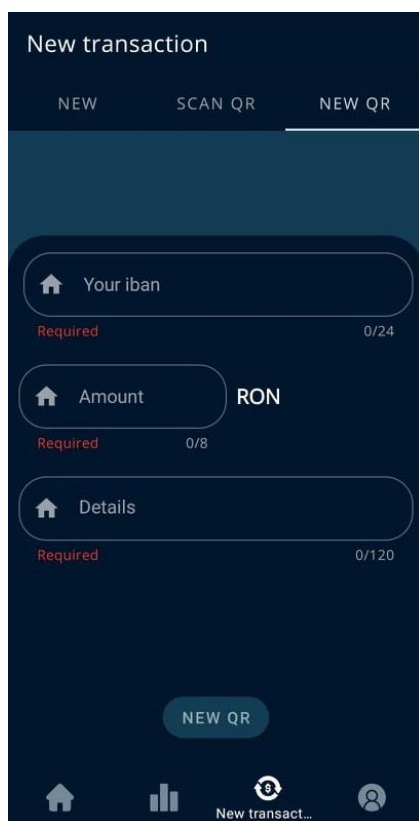 New transaction
NEW SCAN QR NEW QR
Your iban
Required 0/24
Amount RON
Required 0/8
Details
Required 0/120
NEW QR
New transact...